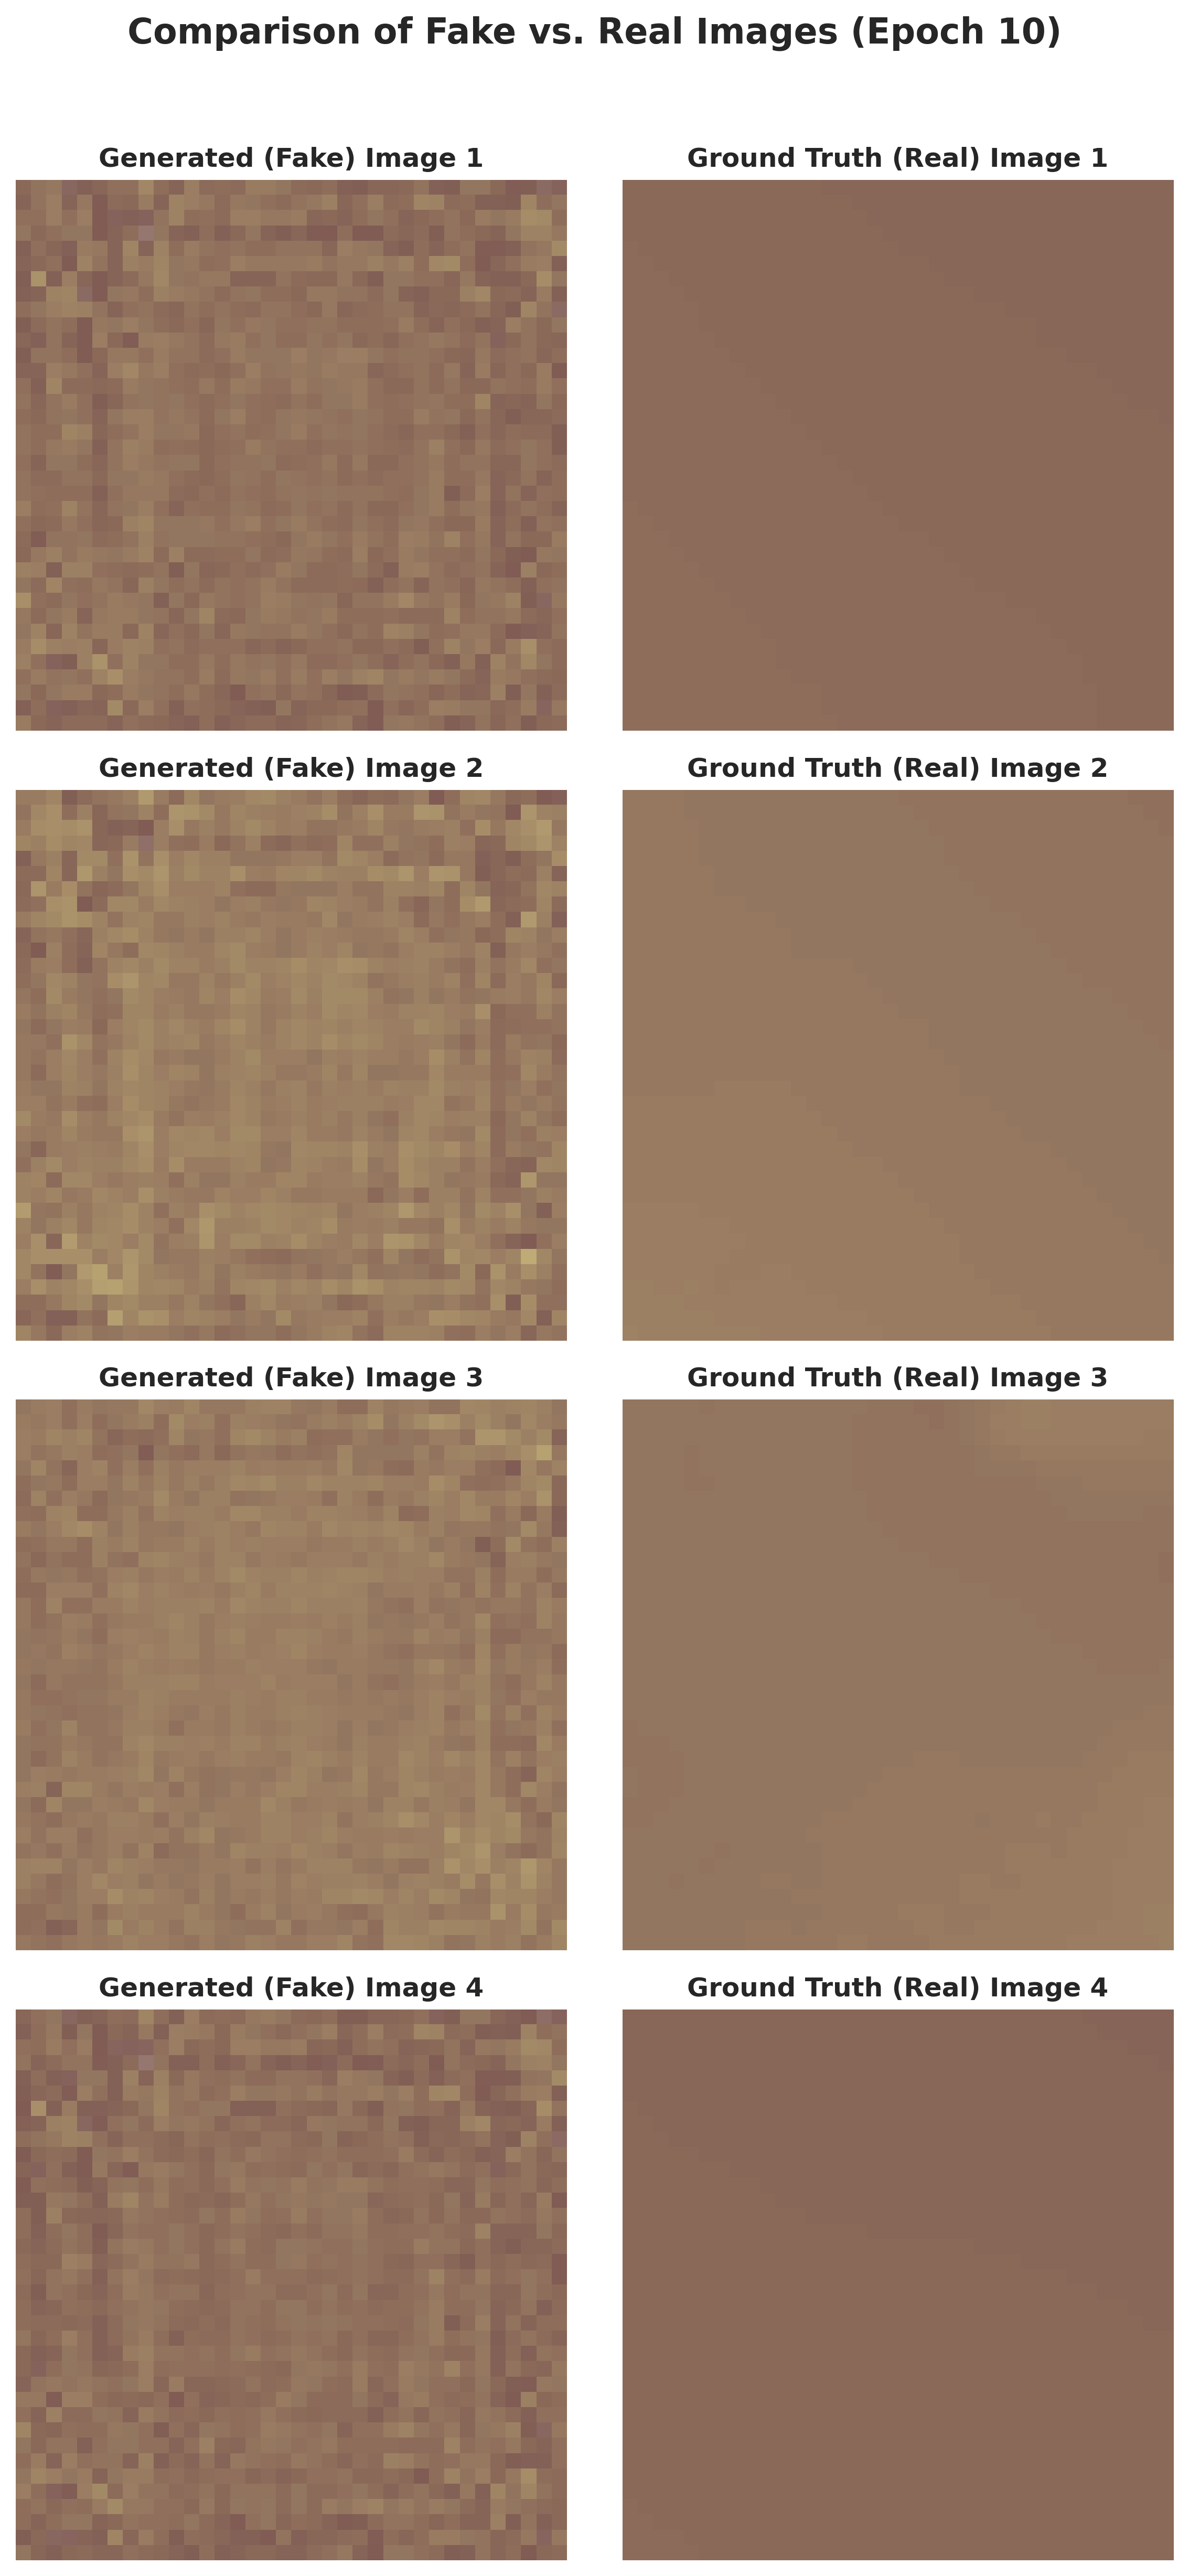 Comparison of Fake vs. Real Images (Epoch 10)
Generated (Fake) Image 1
Ground Truth (Real) Image 1
Generated (Fake) Image 2
Ground Truth (Real) Image 2
Generated (Fake) Image 3
Ground Truth (Real) Image 3
Generated (Fake) Image 4
Ground Truth (Real) Image 4